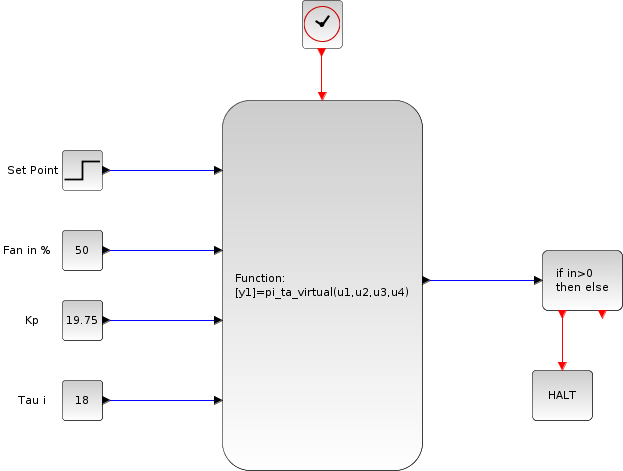 Set Point
Fan in %
50
Function:
[y1]=pi_ta_virtual(u1,u2,u3,u4)
if in>0
then else
Kp
19.75
Tau i
18
HALT